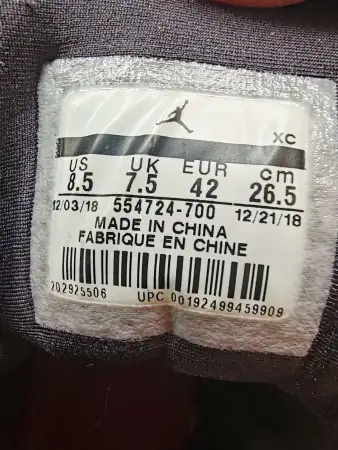 XC
US UK EUR cm
8.5 7.5 42 26.5
12/03/18 554724-700 12/21/18
MADE IN CHINA
FABRIQUE EN CHINE
202925506 UPC 00192499459909